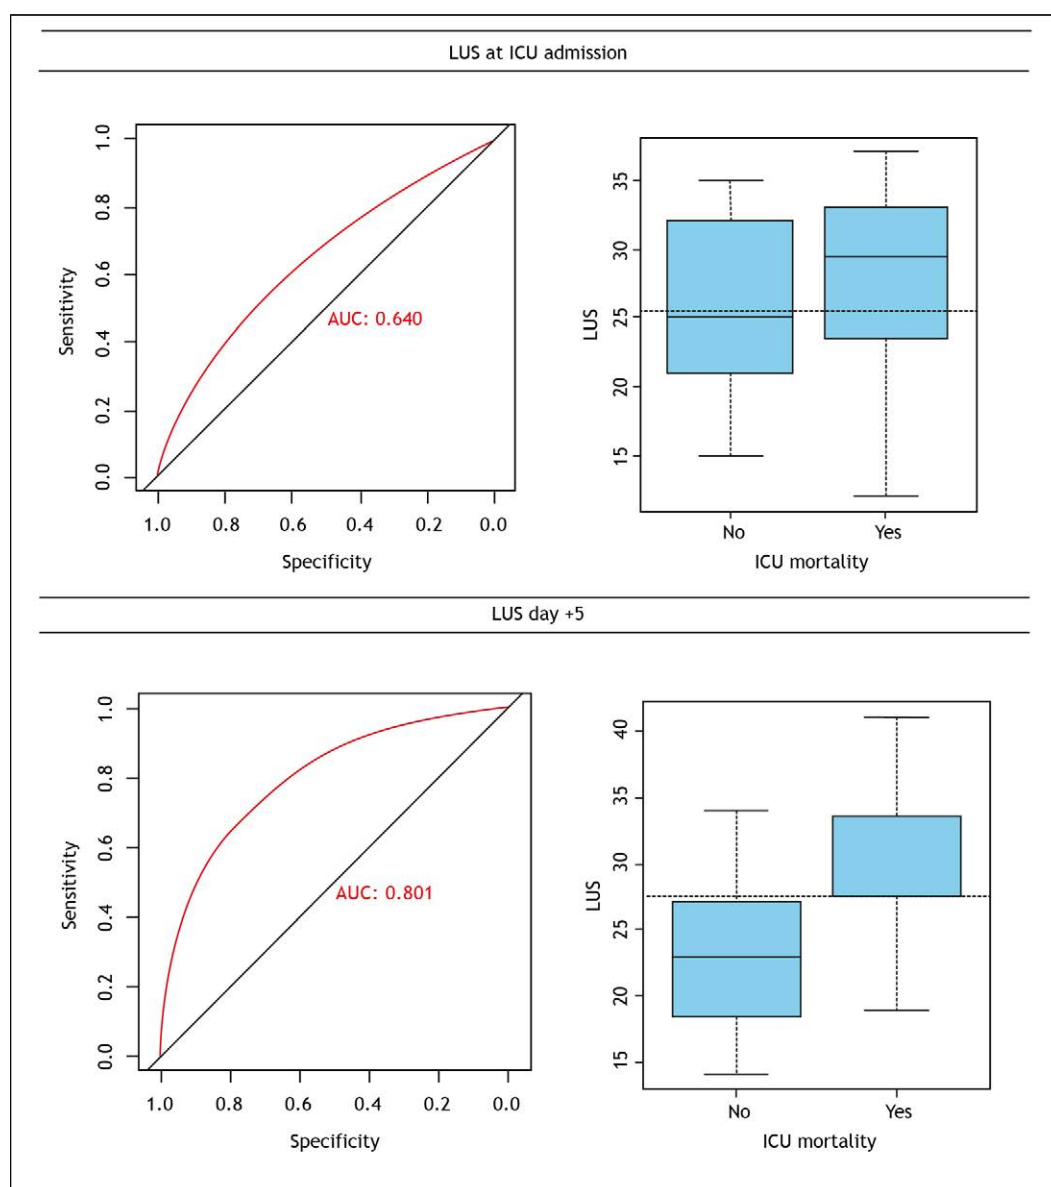 LUS at ICU admission
1.0
0.8
0.6
0.4
0.2
0.0
Sensitivity
AUC: 0.640
1.0 0.8 0.6 0.4 0.2 0.0
Specificity
35
30
25
20
15
LUS
No Yes
ICU mortality
LUS day +5
1.0
0.8
0.6
0.4
0.2
0.0
Sensitivity
AUC: 0.801
1.0 0.8 0.6 0.4 0.2 0.0
Specificity
40
35
30
25
20
15
LUS
No Yes
ICU mortality